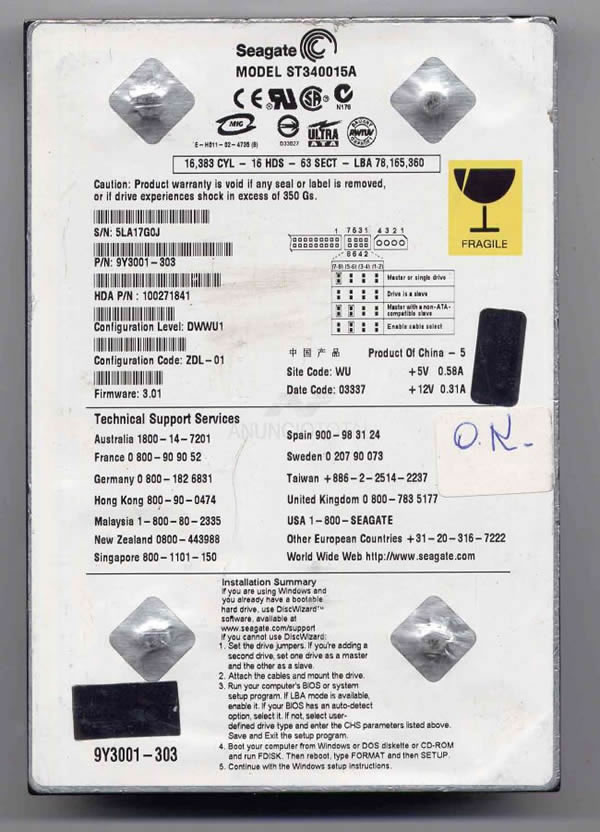 Seagate
MODEL ST340015A
N176
MIC
E-H011-02-4735 (B)
D33027
ULTRA
ATA
16,383 CYL - 16 HDS - 63 SECT - LBA 78,165,360
Caution: Product warranty is void if any seal or label is removed,
or if drive experiences shock in excess of 350 Gs.
FRAGILE
S/N: 5LA17G0J
P/N: 9Y3001-303
HDA P/N : 100271841
Configuration Level: DWWU1
Configuration Code: ZDL-01
Firmware: 3.01
1 7531 4321
8642
(7-8) (5-6) (3-4) (1-2)
Master or single drive
Drive is a slave
Master with a non-ATA-
compatible slave
Enable cable select
中 国 产 品 Product Of China - 5
Site Code: WU +5V 0.58A
Date Code: 03337 +12V 0.31A
ANUNCIOTOTAL
O.K.
Technical Support Services
Australia 1800-14-7201
France 0 800-90 90 52
Germany 0 800-182 6831
Hong Kong 800-90-0474
Malaysia 1-800-80-2335
New Zealand 0800-443988
Singapore 800-1101-150
Spain 900-98 31 24
Sweden 0 207 90 073
Taiwan +886-2-2514-2237
United Kingdom 0 800-783 5177
USA 1-800-SEAGATE
Other European Countries +31-20-316-7222
World Wide Web http://www.seagate.com
Installation Summary
If you are using Windows and
you already have a bootable
hard drive, use DiscWizard™
software, available at
www.seagate.com/support
If you cannot use DiscWizard:
1. Set the drive jumpers. If you're adding a
second drive, set one drive as a master
and the other as a slave.
2. Attach the cables and mount the drive.
3. Run your computer's BIOS or system
setup program. If LBA mode is available,
enable it. If your BIOS has an auto-detect
option, select it. If not, select user-
defined drive type and enter the CHS parameters listed above.
Save and Exit the setup program.
4. Boot your computer from Windows or DOS diskette or CD-ROM
and run FDISK. Then reboot, type FORMAT and then SETUP.
5. Continue with the Windows setup instructions.
9Y3001-303